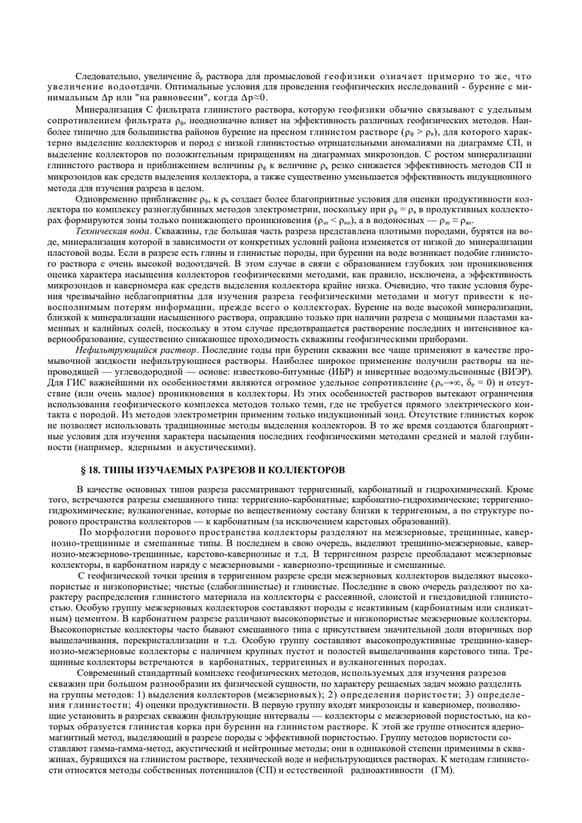 Следовательно, увеличение δр раствора для промысловой геофизики означает примерно то же, что
увеличение водоотдачи. Оптимальные условия для проведения геофизических исследований - бурение с ми-
нимальным Δр или "на равновесии", когда Δр≈0.
Минерализация С фильтрата глинистого раствора, которую геофизики обычно связывают с удельным
сопротивлением фильтрата ρф, неоднозначно влияет на эффективность различных геофизических методов. Наи-
более типично для большинства районов бурение на пресном глинистом растворе (ρф > ρв), для которого харак-
терно выделение коллекторов и пород с низкой глинистостью отрицательными аномалиями на диаграмме СП, и
выделение коллекторов по положительным приращениям на диаграммах микрозондов. С ростом минерализации
глинистого раствора и приближением величины ρф к величине ρв резко снижается эффективность методов СП и
микрозондов как средства выделения коллекторов, а также существенно уменьшается эффективность индукционного
метода для изучения разреза в целом.
Одновременно приближение ρф, к ρв создает более благоприятные условия для оценки продуктивности кол-
лектора по комплексу разноглубинных методов электрометрии, поскольку при ρф = ρв в продуктивных коллекто-
рах формируются зоны только понижающего проникновения (ρзп < ρнп), а в водоносных — ρзп = ρвп.
Техническая вода. Скважины, где большая часть разреза представлена плотными породами, бурятся на во-
де, минерализация которой в зависимости от конкретных условий района изменяется от низкой до минерализации
пластовой воды. Если в разрезе есть глины и глинистые породы, при бурении на воде возникает подобие глинисто-
го раствора с очень высокой водоотдачей. В этом случае в связи с образованием глубоких зон проникновения
оценка характера насыщения коллекторов геофизическими методами, как правило, исключена, а эффективность
микрозондов и каверномера как средств выделения коллектора крайне низка. Очевидно, что такие условия буре-
ния чрезвычайно неблагоприятны для изучения разреза геофизическими методами и могут привести к не-
восполнимым потерям информации, прежде всего о коллекторах. Бурение на воде высокой минерализации,
близкой к минерализации насыщенного раствора, оправдано только при наличии разреза с мощными пластами ка-
менных и калийных солей, поскольку в этом случае предотвращается растворение последних и интенсивное ка-
вернообразование, существенно снижающее проходимость скважины геофизическими приборами.
Нефильтрующийся раствор. Последние годы при бурении скважин все чаще применяют в качестве про-
мывочной жидкости нефильтрующиеся растворы. Наиболее широкое применение получили растворы на не-
проводящей — углеводородной — основе: известково-битумные (ИБР) и инвертные водоэмульсионные (ВИЭР).
Для ГИС важнейшими их особенностями являются огромное удельное сопротивление (ρс→∞, δр = 0) и отсут-
ствие (или очень малое) проникновения в коллекторы. Из этих особенностей растворов вытекают ограничения
использования геофизического комплекса методов только теми, где не требуется прямого электрического кон-
такта с породой. Из методов электрометрии применим только индукционный зонд. Отсутствие глинистых корок
не позволяет использовать традиционные методы выделения коллекторов. В то же время создаются благоприят-
ные условия для изучения характера насыщения последних геофизическими методами средней и малой глубин-
ности (например, ядерными и акустическими).
§ 18. ТИПЫ ИЗУЧАЕМЫХ РАЗРЕЗОВ И КОЛЛЕКТОРОВ
В качестве основных типов разреза рассматривают терригенный, карбонатный и гидрохимический. Кроме
того, встречаются разрезы смешанного типа: терригенно-карбонатные; карбонатно-гидрохимические; терригенно-
гидрохимические; вулканогенные, которые по вещественному составу близки к терригенным, а по структуре по-
рового пространства коллекторов — к карбонатным (за исключением карстовых образований).
По морфологии порового пространства коллекторы разделяют на межзерновые, трещинные, кавер-
нозно-трещинные и смешанные типы. В последнем в свою очередь, выделяют трещинно-межзерновые, кавер-
нозно-межзерново-трещинные, карстово-кавернозные и т.д. В терригенном разрезе преобладают межзерновые
коллекторы, в карбонатном наряду с межзерновыми - кавернозно-трещинные и смешанные.
С геофизической точки зрения в терригенном разрезе среди межзерновых коллекторов выделяют высоко-
пористые и низкопористые; чистые (слабоглинистые) и глинистые. Последние в свою очередь разделяют по ха-
рактеру распределения глинистого материала на коллекторы с рассеянной, слоистой и гнездовидной глинисто-
стью. Особую группу межзерновых коллекторов составляют породы с неактивным (карбонатным или силикат-
ным) цементом. В карбонатном разрезе различают высокопористые и низкопористые межзерновые коллекторы.
Высокопористые коллекторы часто бывают смешанного типа с присутствием значительной доли вторичных пор
выщелачивания, перекристаллизации и т.д. Особую группу составляют высокопродуктивные трещинно-кавер-
нозно-межзерновые коллекторы с наличием крупных пустот и полостей выщелачивания карстового типа. Тре-
щинные коллекторы встречаются в карбонатных, терригенных и вулканогенных породах.
Современный стандартный комплекс геофизических методов, используемых для изучения разрезов
скважин при большом разнообразии их физической сущности, по характеру решаемых задач можно разделить
на группы методов: 1) выделения коллекторов (межзерновых); 2) определения пористости; 3) определе-
ния глинистости; 4) оценки продуктивности. В первую группу входят микрозонды и каверномер, позволяю-
щие установить в разрезах скважин фильтрующие интервалы — коллекторы с межзерновой пористостью, на ко-
торых образуется глинистая корка при бурении на глинистом растворе. К этой же группе относится ядерно-
магнитный метод, выделяющий в разрезе породы с эффективной пористостью. Группу методов пористости со-
ставляют гамма-гамма-метод, акустический и нейтронные методы; они в одинаковой степени применимы в сква-
жинах, бурящихся на глинистом растворе, технической воде и нефильтрующихся растворах. К методам глинисто-
сти относятся методы собственных потенциалов (СП) и естественной радиоактивности (ГМ).